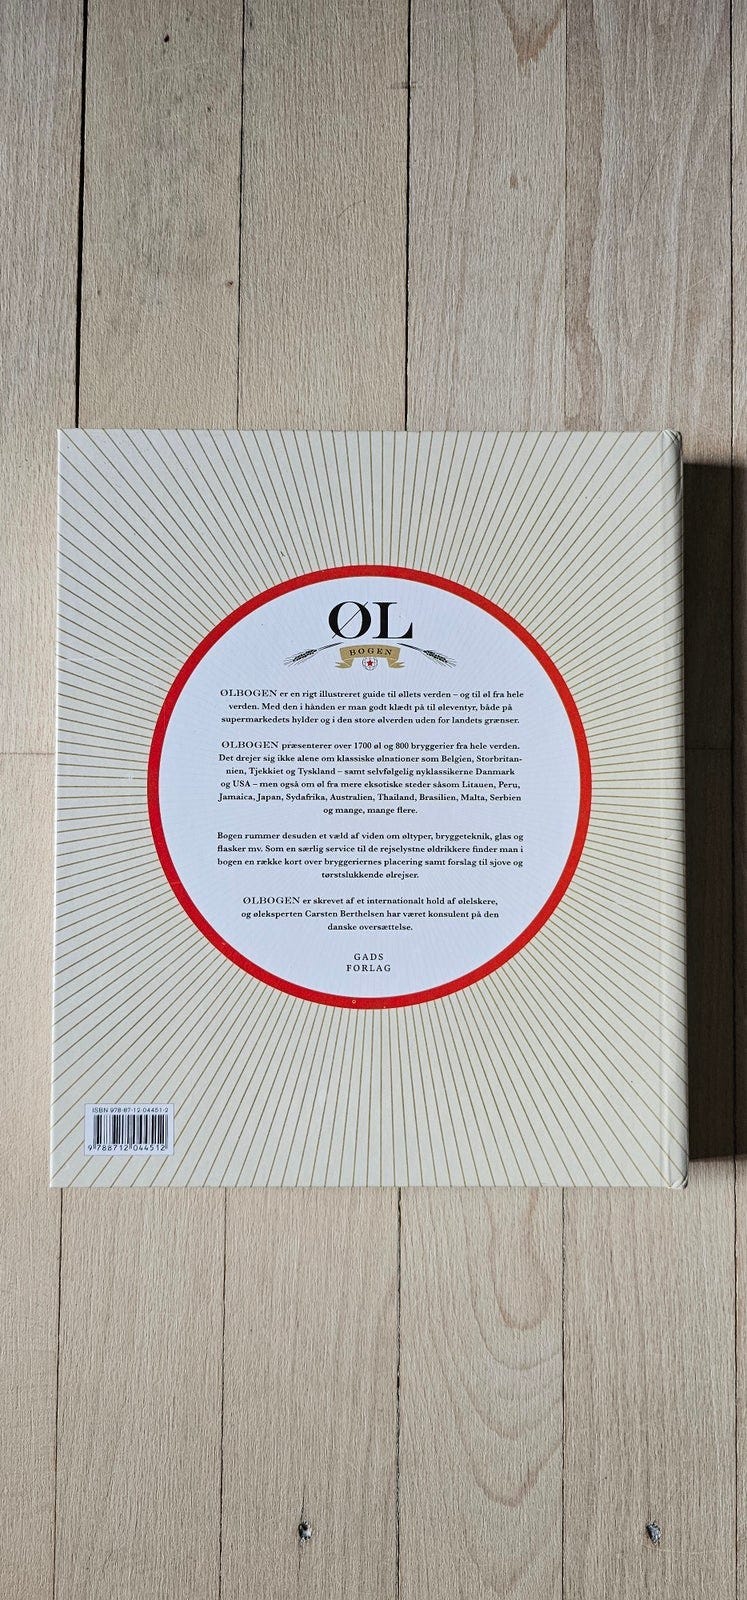 ØL
BOGEN
ØLBOGEN er en rigt illustreret guide til øllets verden – og til øl fra hele
verden. Med den i hånden er man godt klædt på til øleventyr, både på
supermarkedets hylder og i den store ølverden uden for landets grænser.
ØLBOGEN præsenterer over 1700 øl og 800 bryggerier fra hele verden.
Det drejer sig ikke alene om klassiske ølnationer som Belgien, Storbritan-
nien, Tjekkiet og Tyskland – samt selvfølgelig nyklassikerne Danmark
og USA – men også om øl fra mere eksotiske steder såsom Litauen, Peru,
Jamaica, Japan, Sydafrika, Australien, Thailand, Brasilien, Malta, Serbien
og mange, mange flere.
Bogen rummer desuden et væld af viden om øltyper, bryggeteknik, glas og
flasker mv. Som en særlig service til de rejselystne øldrikkere finder man i
bogen en række kort over bryggeriernes placering samt forslag til sjove og
tørstslukkende ølrejser.
ØLBOGEN er skrevet af et internationalt hold af ølelskere,
og øleksperten Carsten Berthelsen har været konsulent på den
danske oversættelse.
GADS
FORLAG
ISBN 978-87-12-04451-2
9 788712 044512